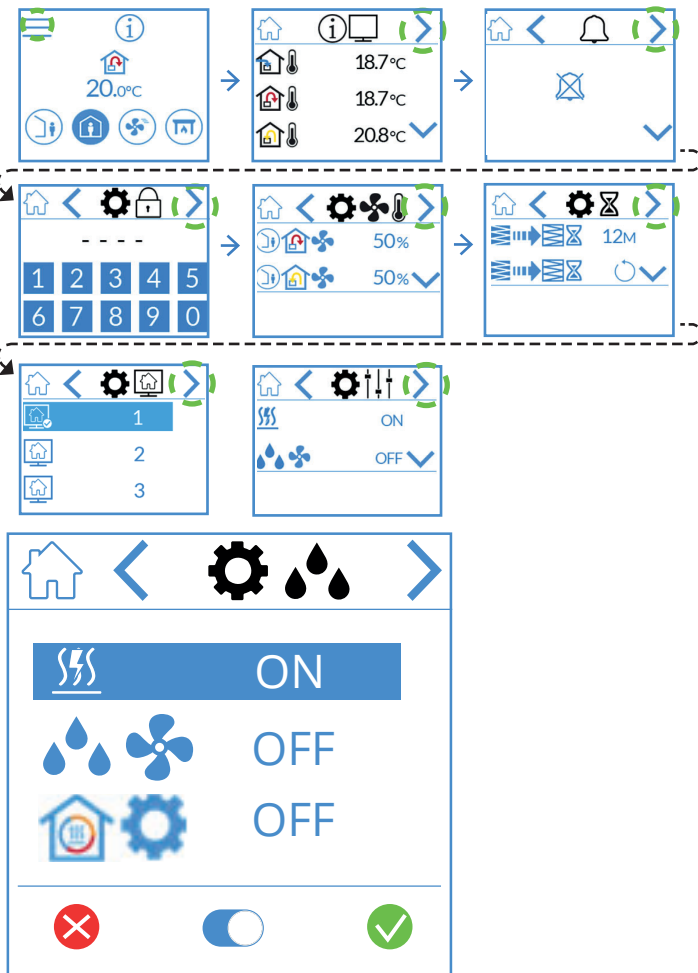 i
20.0°C
i
18.7°C
18.7°C
20.8°C
- - - -
1 2 3 4 5
6 7 8 9 0
50%
50%
12M
1
2
3
ON
OFF
ON
OFF
OFF